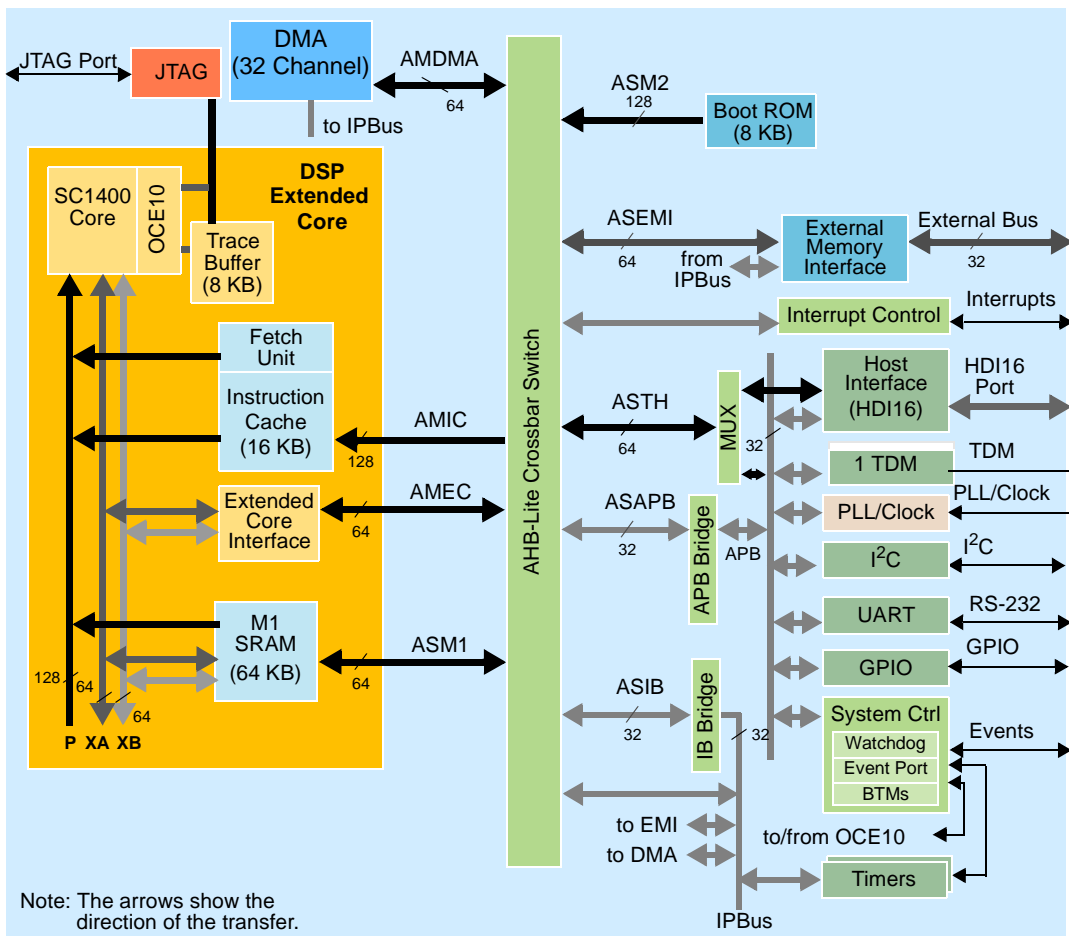 JTAG Port
JTAG
DMA
(32 Channel)
to IPBus
AMDMA
64
DSP
Extended
Core
SC1400
Core
OCE10
Trace
Buffer
(8 KB)
Fetch
Unit
Instruction
Cache
(16 KB)
AMIC
128
Extended
Core
Interface
AMEC
64
M1
SRAM
(64 KB)
ASM1
64
128
64
64
P
XA
XB
AHB-Lite Crossbar Switch
ASM2
128
Boot ROM
(8 KB)
ASEMI
64
from
IPBus
External
Memory
Interface
External Bus
32
Interrupt Control
Interrupts
ASTH
64
MUX
32
Host
Interface
(HDI16)
HDI16
Port
1 TDM
TDM
PLL/Clock
PLL/Clock
ASAPB
32
APB Bridge
APB
I²C
I²C
UART
RS-232
GPIO
GPIO
ASIB
32
IB Bridge
32
System Ctrl
Watchdog
Event Port
BTMs
Events
to EMI
to DMA
to/from OCE10
Timers
IPBus
Note: The arrows show the
direction of the transfer.